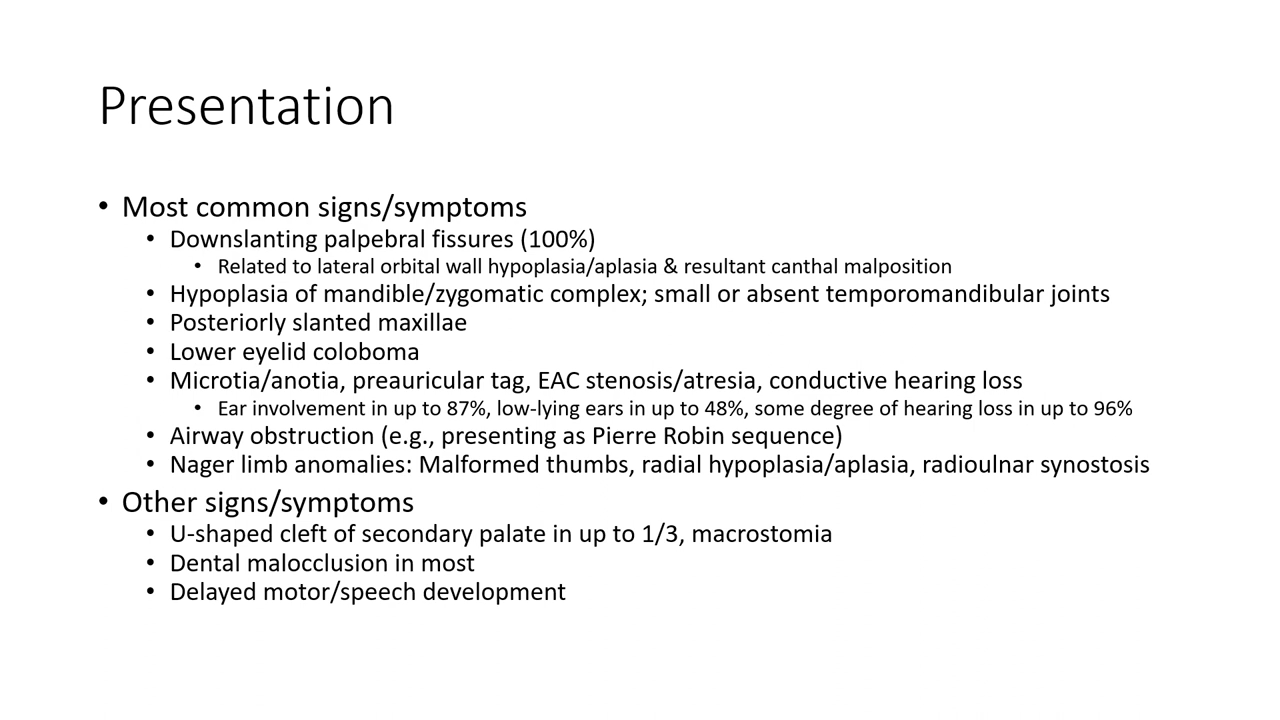 Presentation
• Most common signs/symptoms
• Downslanting palpebral fissures (100%)
• Related to lateral orbital wall hypoplasia/aplasia & resultant canthal malposition
• Hypoplasia of mandible/zygomatic complex; small or absent temporomandibular joints
• Posteriorly slanted maxillae
• Lower eyelid coloboma
• Microtia/anotia, preauricular tag, EAC stenosis/atresia, conductive hearing loss
• Ear involvement in up to 87%, low-lying ears in up to 48%, some degree of hearing loss in up to 96%
• Airway obstruction (e.g., presenting as Pierre Robin sequence)
• Nager limb anomalies: Malformed thumbs, radial hypoplasia/aplasia, radioulnar synostosis
• Other signs/symptoms
• U-shaped cleft of secondary palate in up to 1/3, macrostomia
• Dental malocclusion in most
• Delayed motor/speech development